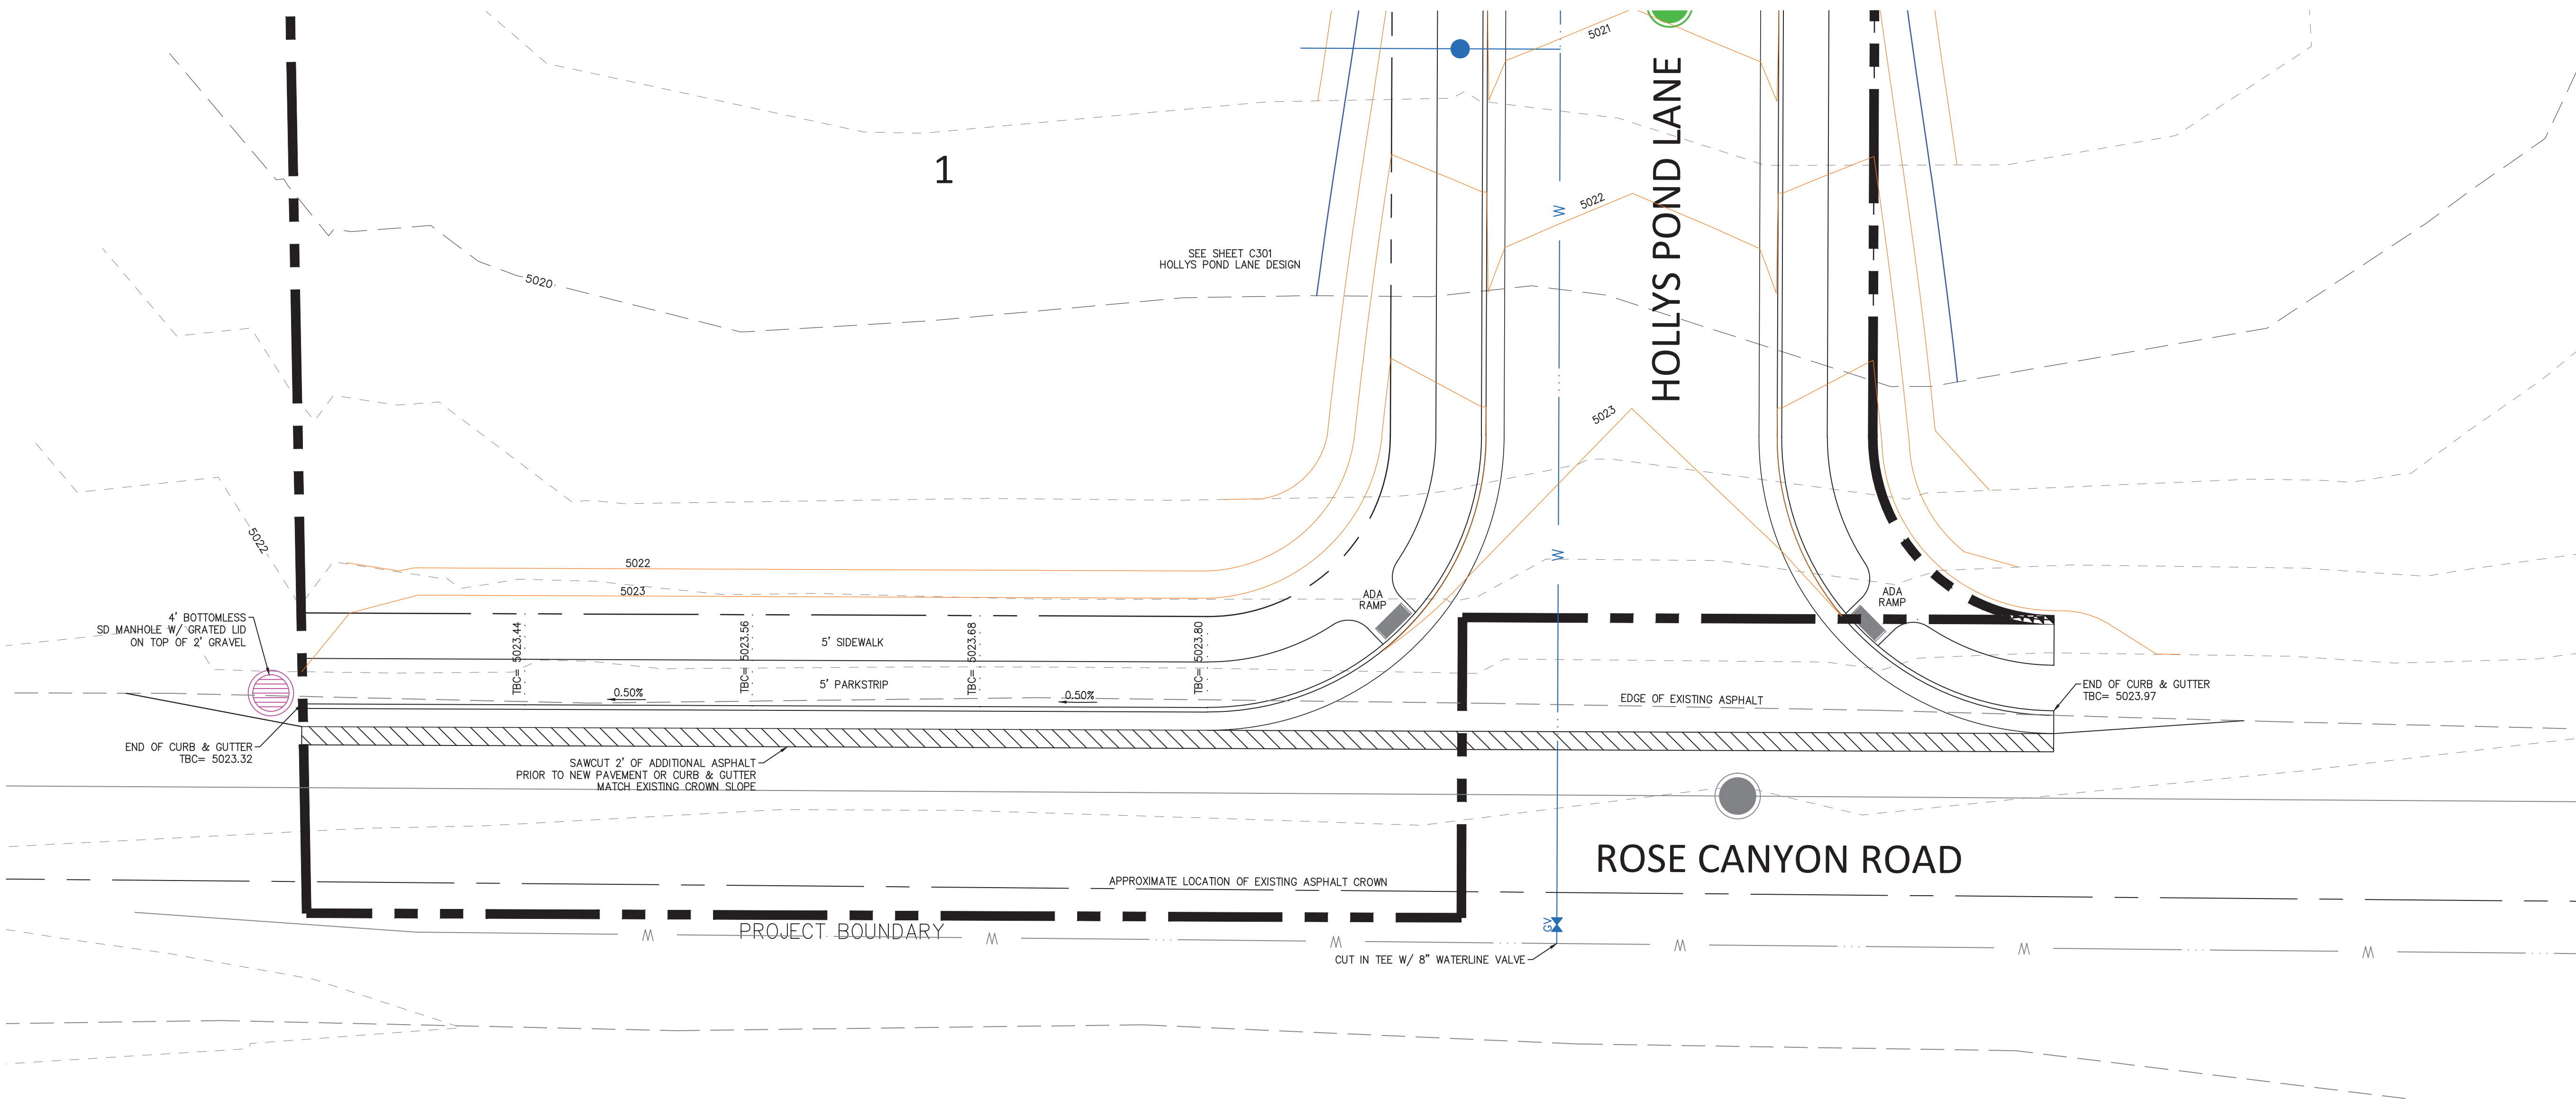 5021
HOLLYS POND LANE
1
W
5022
SEE SHEET C301
HOLLYS POND LANE DESIGN
5020
5023
5022
W
5022
5023
4' BOTTOMLESS
SD MANHOLE W/ GRATED LID
ON TOP OF 2' GRAVEL
ADA
RAMP
ADA
RAMP
TBC= 5023.44
TBC= 5023.56
5' SIDEWALK
TBC= 5023.68
TBC= 5023.80
5' PARKSTRIP
0.50%
0.50%
EDGE OF EXISTING ASPHALT
END OF CURB & GUTTER
TBC= 5023.97
END OF CURB & GUTTER
TBC= 5023.32
SAWCUT 2' OF ADDITIONAL ASPHALT
PRIOR TO NEW PAVEMENT OR CURB & GUTTER
MATCH EXISTING CROWN SLOPE
ROSE CANYON ROAD
APPROXIMATE LOCATION OF EXISTING ASPHALT CROWN
PROJECT BOUNDARY
GV
W
W
W
W
W
W
CUT IN TEE W/ 8" WATERLINE VALVE